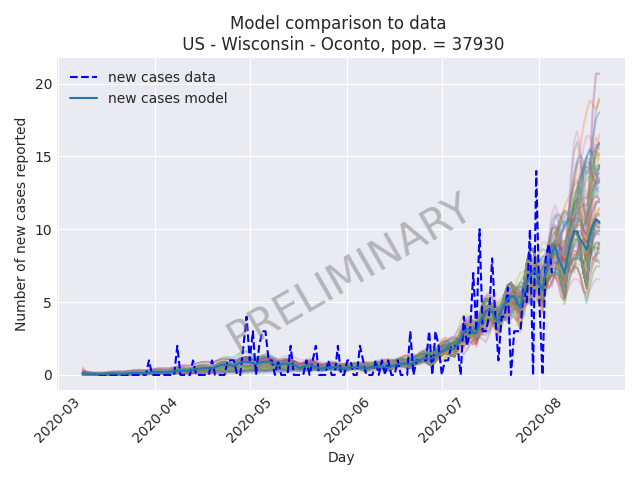 Model comparison to data
US - Wisconsin - Oconto, pop. = 37930
new cases data
new cases model
Number of new cases reported
20
15
10
5
0
PRELIMINARY
2020-03
2020-04
2020-05
2020-06
2020-07
2020-08
Day